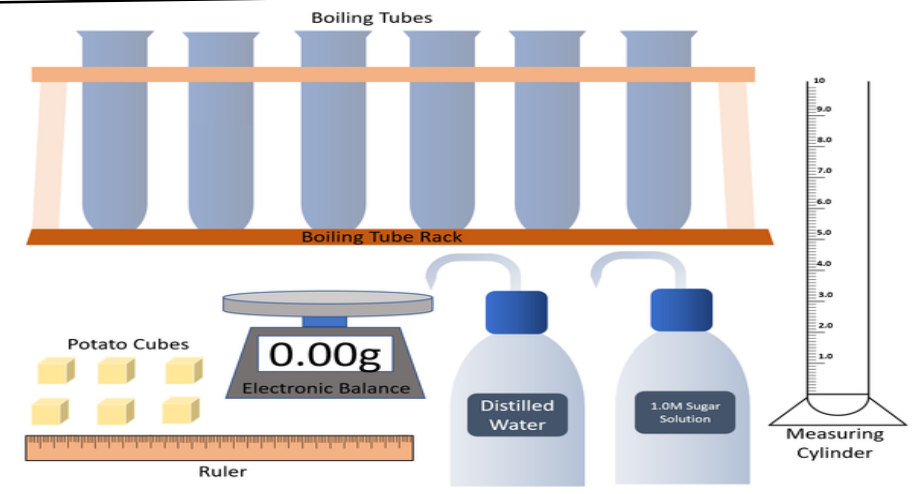 Boiling Tubes
Boiling Tube Rack
10
9.0
8.0
7.0
6.0
5.0
4.0
3.0
2.0
1.0
Potato Cubes
0.00g
Electronic Balance
Distilled
Water
1.0M Sugar
Solution
Measuring
Cylinder
Ruler